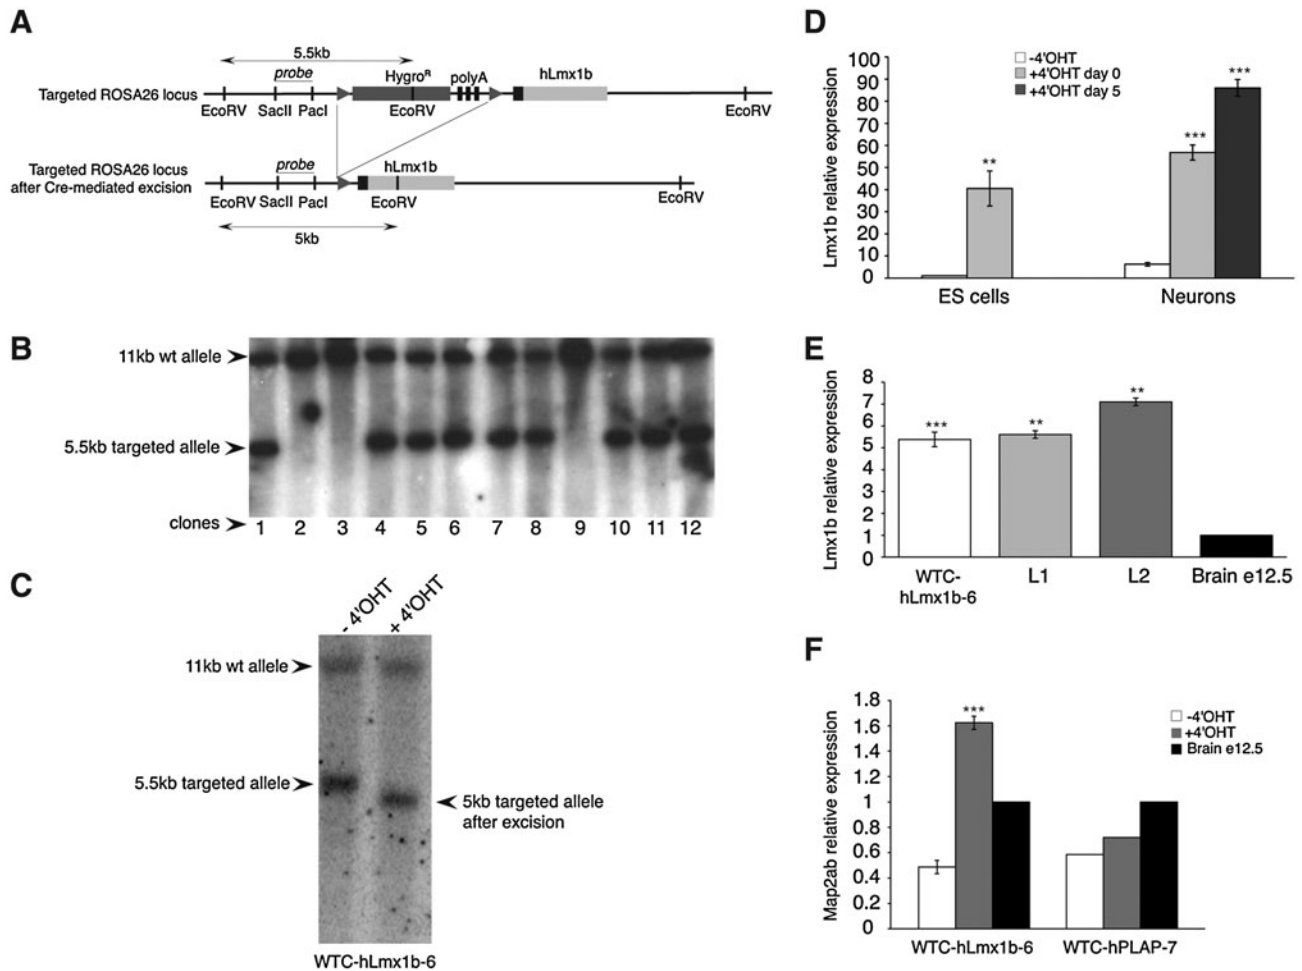 A
5.5kb
probe
Hygroᴿ
polyA
hLmx1b
Targeted ROSA26 locus
EcoRV
SacII
PacI
EcoRV
EcoRV
Targeted ROSA26 locus
after Cre-mediated excision
probe
hLmx1b
EcoRV
SacII
PacI
EcoRV
EcoRV
5kb
B
11kb wt allele
5.5kb targeted allele
clones
1 2 3 4 5 6 7 8 9 10 11 12
C
- 4'OHT
+ 4'OHT
11kb wt allele
5.5kb targeted allele
5kb targeted allele
after excision
WTC-hLmx1b-6
D
Lmx1b relative expression
100
90
80
70
60
50
40
30
20
10
0
-4'OHT
+4'OHT day 0
+4'OHT day 5
**
***
***
ES cells
Neurons
E
Lmx1b relative expression
8
7
6
5
4
3
2
1
0
***
**
**
WTC-
hLmx1b-6
L1
L2
Brain e12.5
F
Map2ab relative expression
1.8
1.6
1.4
1.2
1
0.8
0.6
0.4
0.2
0
***
-4'OHT
+4'OHT
Brain e12.5
WTC-hLmx1b-6
WTC-hPLAP-7